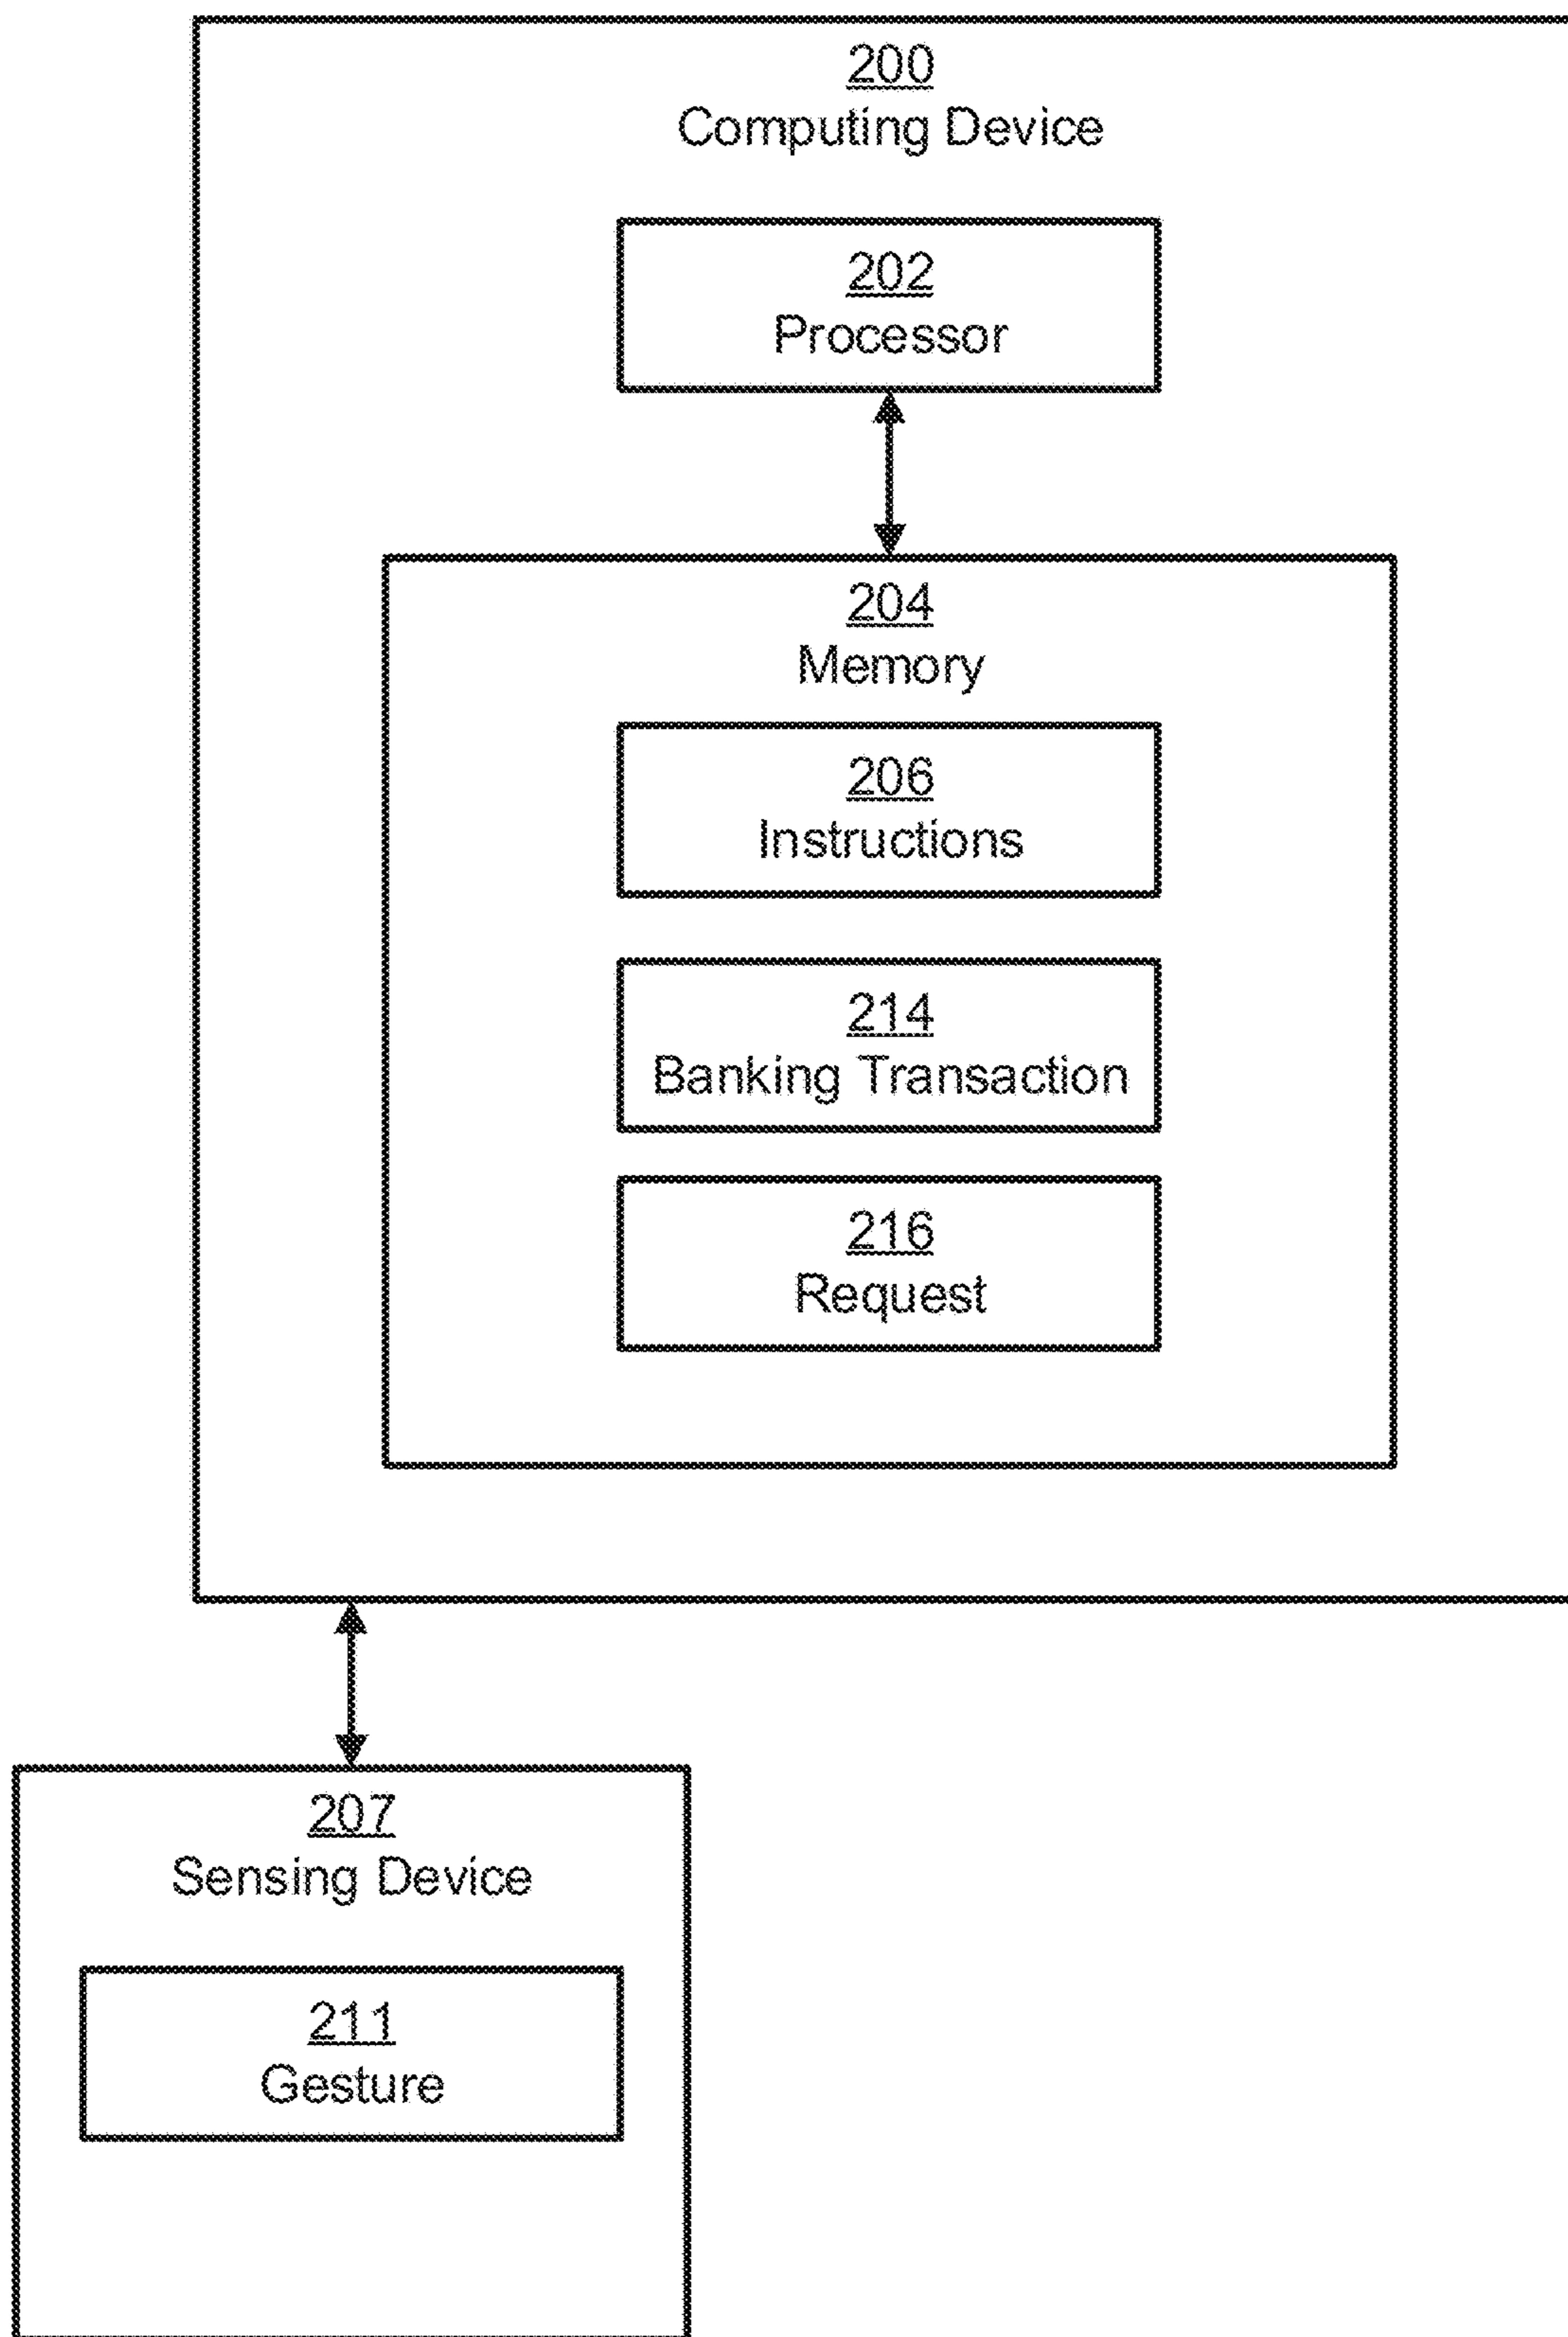 200
Computing Device
202
Processor
204
Memory
206
Instructions
214
Banking Transaction
216
Request
207
Sensing Device
211
Gesture